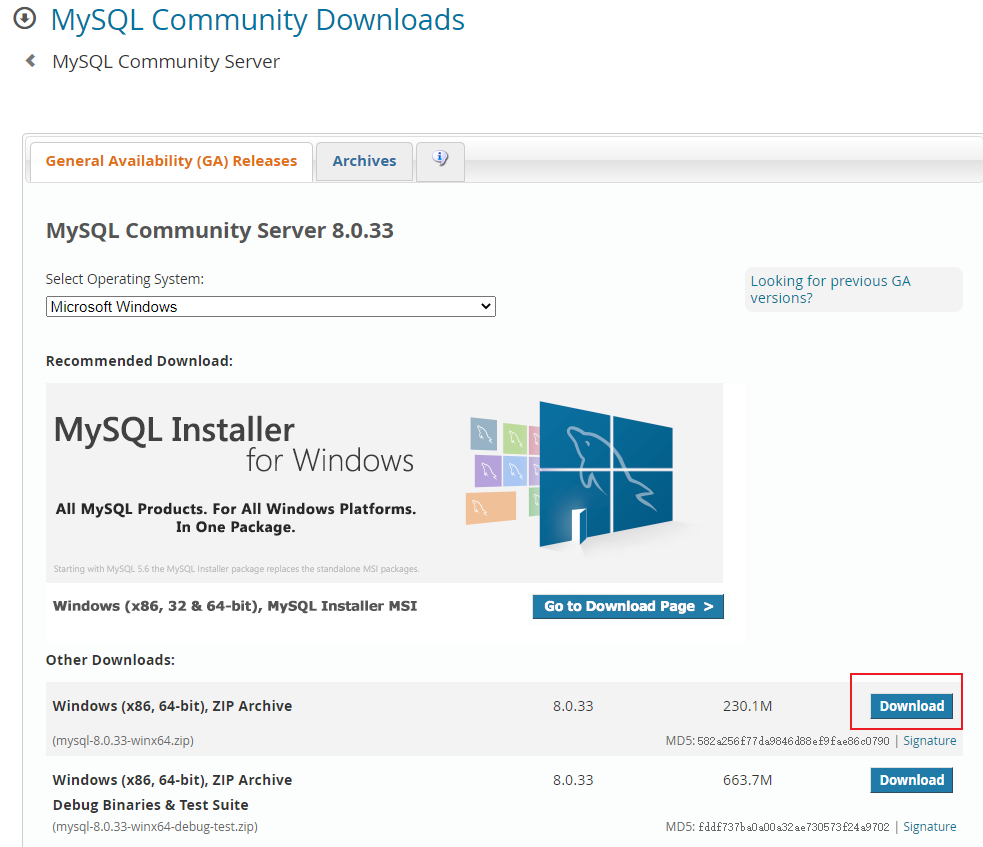 MySQL Community Downloads
MySQL Community Server
General Availability (GA) Releases
Archives
MySQL Community Server 8.0.33
Select Operating System:
Microsoft Windows
Looking for previous GA
versions?
Recommended Download:
MySQL Installer
for Windows
All MySQL Products. For All Windows Platforms.
In One Package.
Starting with MySQL 5.6 the MySQL Installer package replaces the standalone MSI packages.
Windows (x86, 32 & 64-bit), MySQL Installer MSI
Go to Download Page >
Other Downloads:
Windows (x86, 64-bit), ZIP Archive 8.0.33 230.1M Download
(mysql-8.0.33-winx64.zip) MD5: 582a256f77da9846d88ef9fae86c0790 | Signature
Windows (x86, 64-bit), ZIP Archive 8.0.33 663.7M Download
Debug Binaries & Test Suite
(mysql-8.0.33-winx64-debug-test.zip) MD5: fddf737ba0a00a32ae730573f24a9702 | Signature